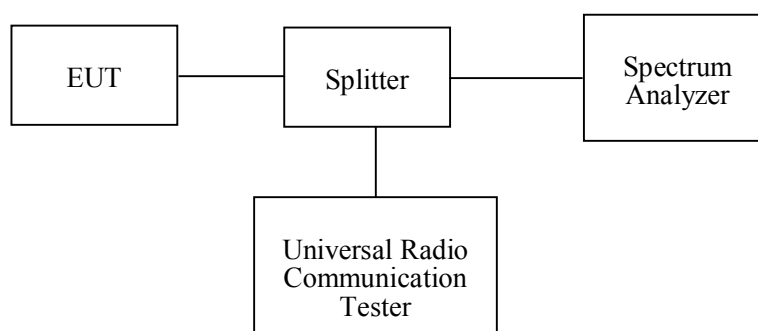 EUT
Splitter
Spectrum
Analyzer
Universal Radio
Communication
Tester